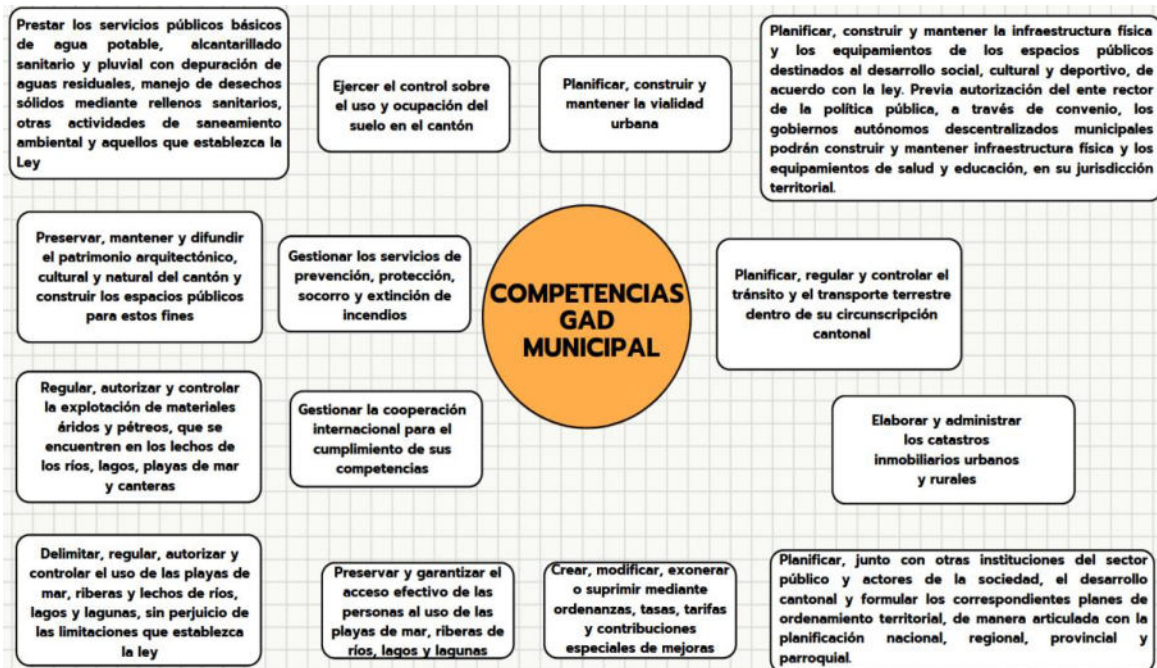 Prestar los servicios públicos básicos
de agua potable, alcantarillado
sanitario y pluvial con depuración de
aguas residuales, manejo de desechos
sólidos mediante rellenos sanitarios,
otras actividades de saneamiento
ambiental y aquellos que establezca la
Ley
Ejercer el control sobre
el uso y ocupación del
suelo en el cantón
Planificar, construir y
mantener la vialidad
urbana
Planificar, construir y mantener la infraestructura física
y los equipamientos de los espacios públicos
destinados al desarrollo social, cultural y deportivo, de
acuerdo con la ley. Previa autorización del ente rector
de la política pública, a través de convenio, los
gobiernos autónomos descentralizados municipales
podrán construir y mantener infraestructura física y los
equipamientos de salud y educación, en su jurisdicción
territorial.
Preservar, mantener y difundir
el patrimonio arquitectónico,
cultural y natural del cantón y
construir los espacios públicos
para estos fines
Gestionar los servicios de
prevención, protección,
socorro y extinción de
incendios
COMPETENCIAS
GAD
MUNICIPAL
Planificar, regular y controlar el
tránsito y el transporte terrestre
dentro de su circunscripción
cantonal
Regular, autorizar y controlar
la explotación de materiales
áridos y pétreos, que se
encuentren en los lechos de
los ríos, lagos, playas de mar
y canteras
Gestionar la cooperación
internacional para el
cumplimiento de sus
competencias
Elaborar y administrar
los catastros
inmobiliarios urbanos
y rurales
Delimitar, regular, autorizar y
controlar el uso de las playas de
mar, riberas y lechos de ríos,
lagos y lagunas, sin perjuicio de
las limitaciones que establezca
la ley
Preservar y garantizar el
acceso efectivo de las
personas al uso de las
playas de mar, riberas de
ríos, lagos y lagunas
Crear, modificar, exonerar
o suprimir mediante
ordenanzas, tasas, tarifas
y contribuciones
especiales de mejoras
Planificar, junto con otras instituciones del sector
público y actores de la sociedad, el desarrollo
cantonal y formular los correspondientes planes de
ordenamiento territorial, de manera articulada con la
planificación nacional, regional, provincial y
parroquial.